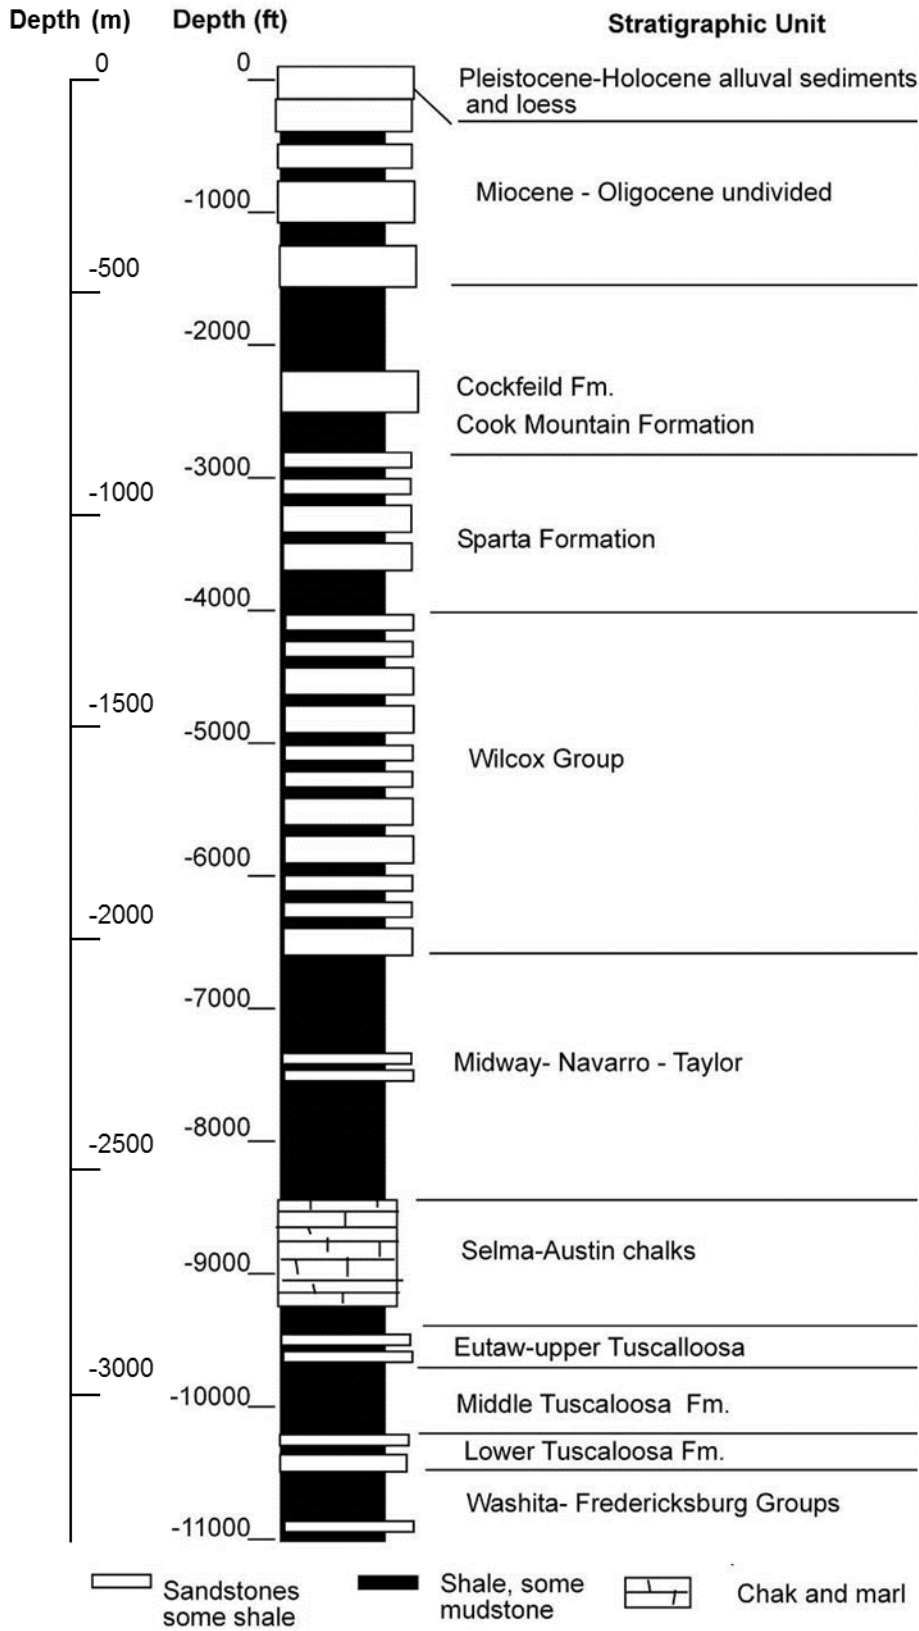 Depth (m)
Depth (ft)
Stratigraphic Unit
0
0
Pleistocene-Holocene alluval sediments
and loess
Miocene - Oligocene undivided
-1000
-500
-2000
Cockfeild Fm.
Cook Mountain Formation
-3000
-1000
Sparta Formation
-4000
-1500
-5000
Wilcox Group
-6000
-2000
-7000
Midway- Navarro - Taylor
-8000
-2500
Selma-Austin chalks
-9000
Eutaw-upper Tuscalloosa
-3000
-10000
Middle Tuscaloosa Fm.
Lower Tuscaloosa Fm.
Washita- Fredericksburg Groups
-11000
Sandstones
some shale
Shale, some
mudstone
Chak and marl